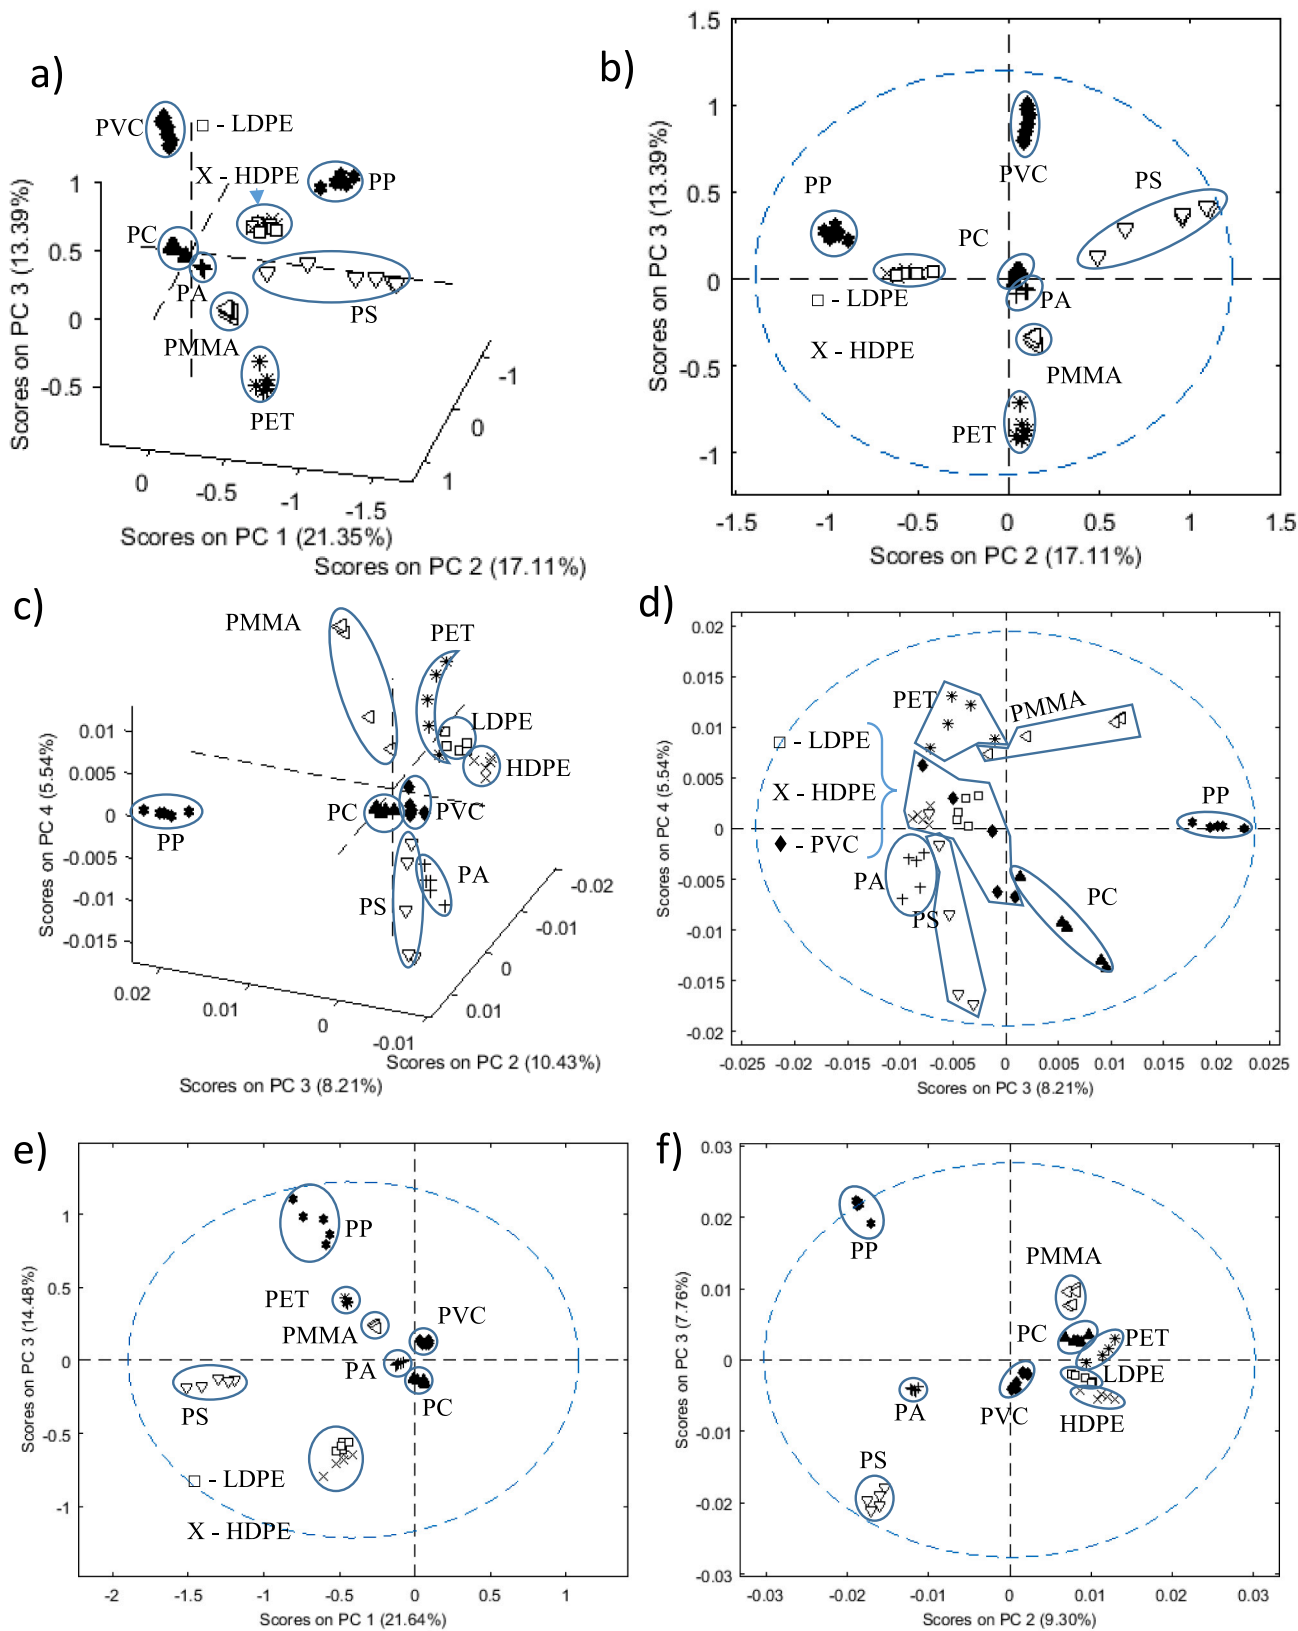 a)
PVC
□ - LDPE
X - HDPE
PP
PC
PA
PS
PMMA
PET
1
0.5
0
-0.5
Scores on PC 3 (13.39%)
0
-0.5
-1
-1.5
Scores on PC 1 (21.35%)
-1
0
1
Scores on PC 2 (17.11%)
b)
1.5
1
0.5
0
-0.5
-1
Scores on PC 3 (13.39%)
PVC
PS
PP
PC
□ - LDPE
PA
X - HDPE
PMMA
PET
-1.5
-1
-0.5
0
0.5
1
1.5
Scores on PC 2 (17.11%)
c)
PMMA
PET
LDPE
HDPE
PC
PVC
PP
PA
PS
0.01
0.005
0
-0.005
-0.01
-0.015
Scores on PC 4 (5.54%)
0.02
0.01
0
-0.01
Scores on PC 3 (8.21%)
-0.02
-0.01
0
0.01
Scores on PC 2 (10.43%)
d)
0.02
0.015
0.01
0.005
0
-0.005
-0.01
-0.015
-0.02
Scores on PC 4 (5.54%)
PET
PMMA
□ - LDPE
X - HDPE
♦ - PVC
PP
PA
PS
PC
-0.025
-0.02
-0.015
-0.01
-0.005
0
0.005
0.01
0.015
0.02
0.025
Scores on PC 3 (8.21%)
e)
1
0.5
0
-0.5
-1
Scores on PC 3 (14.48%)
PP
PET
PVC
PMMA
PA
PS
PC
□ - LDPE
X - HDPE
-2
-1.5
-1
-0.5
0
0.5
1
Scores on PC 1 (21.64%)
f)
0.03
0.02
0.01
0
-0.01
-0.02
-0.03
Scores on PC 3 (7.76%)
PP
PMMA
PC
PET
LDPE
PA
PVC
HDPE
PS
-0.03
-0.02
-0.01
0
0.01
0.02
0.03
Scores on PC 2 (9.30%)